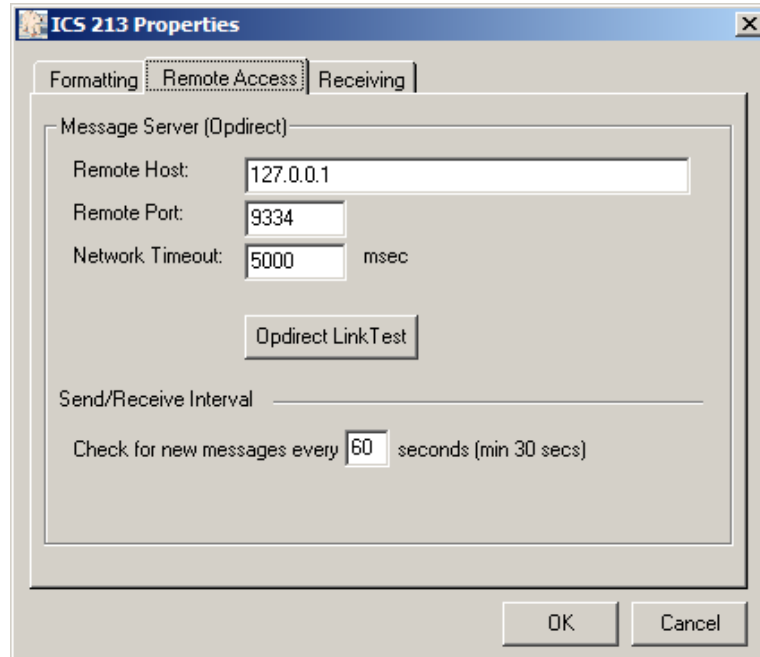 ICS 213 Properties
Formatting Remote Access Receiving
Message Server (Opdirect)
Remote Host: 127.0.0.1
Remote Port: 9334
Network Timeout: 5000 msec
Opdirect LinkTest
Send/Receive Interval
Check for new messages every 60 seconds (min 30 secs)
OK Cancel